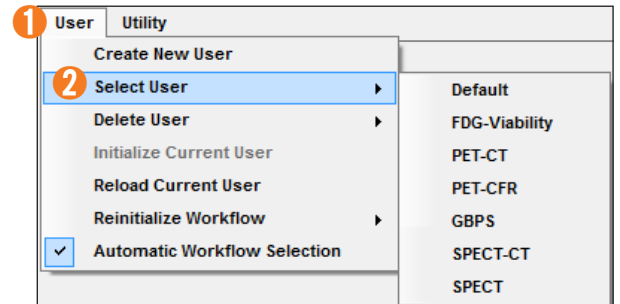 1 User Utility
Create New User
2 Select User
Delete User
Initialize Current User
Reload Current User
Reinitialize Workflow
Automatic Workflow Selection
Default
FDG-Viability
PET-CT
PET-CFR
GBPS
SPECT-CT
SPECT